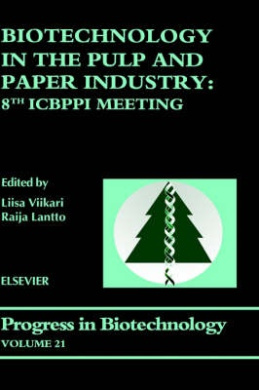 BIOTECHNOLOGY
IN THE PULP AND
PAPER INDUSTRY:
8TH ICBPPI MEETING
Edited by
Liisa Viikari
Raija Lantto
ELSEVIER
Progress in Biotechnology
VOLUME 21